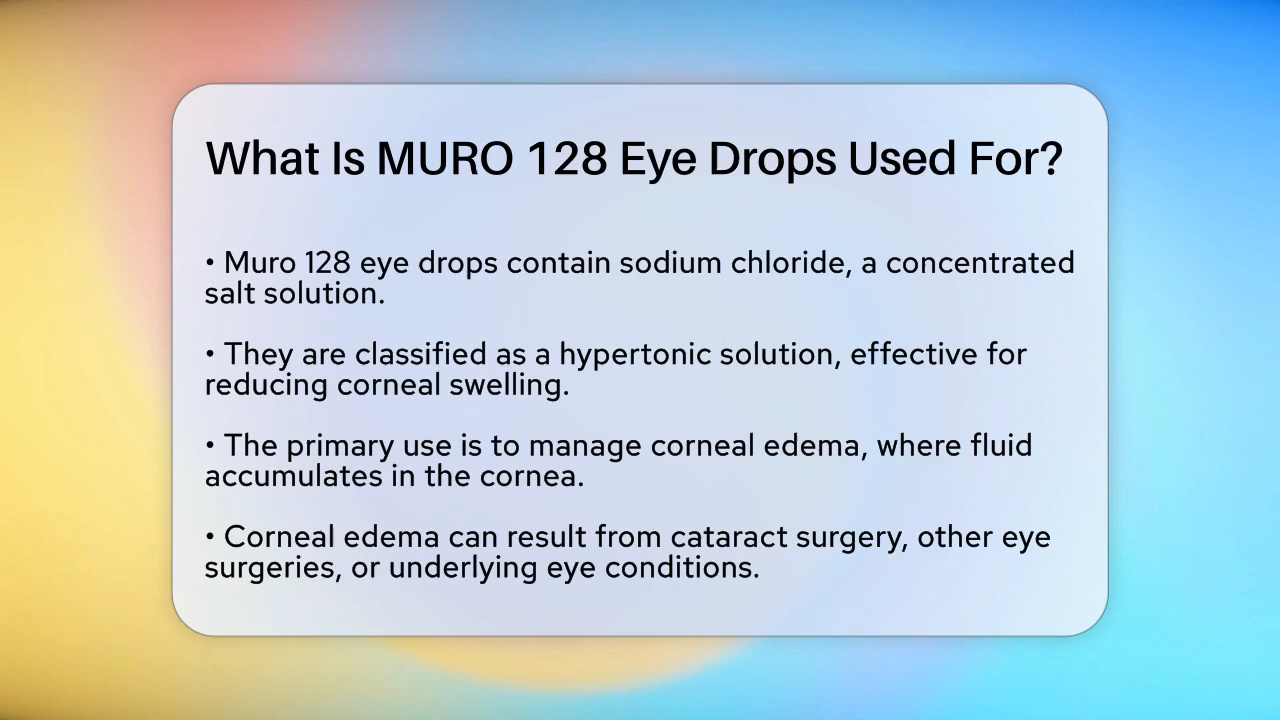 What Is MURO 128 Eye Drops Used For?
• Muro 128 eye drops contain sodium chloride, a concentrated
salt solution.
• They are classified as a hypertonic solution, effective for
reducing corneal swelling.
• The primary use is to manage corneal edema, where fluid
accumulates in the cornea.
• Corneal edema can result from cataract surgery, other eye
surgeries, or underlying eye conditions.